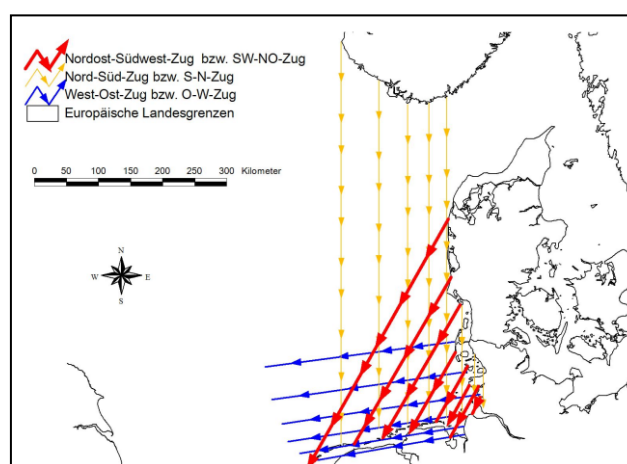 Nordost-Südwest-Zug bzw. SW-NO-Zug
Nord-Süd-Zug bzw. S-N-Zug
West-Ost-Zug bzw. O-W-Zug
Europäische Landesgrenzen
50 0 50 100 150 200 250 300 Kilometer
N
W E
S